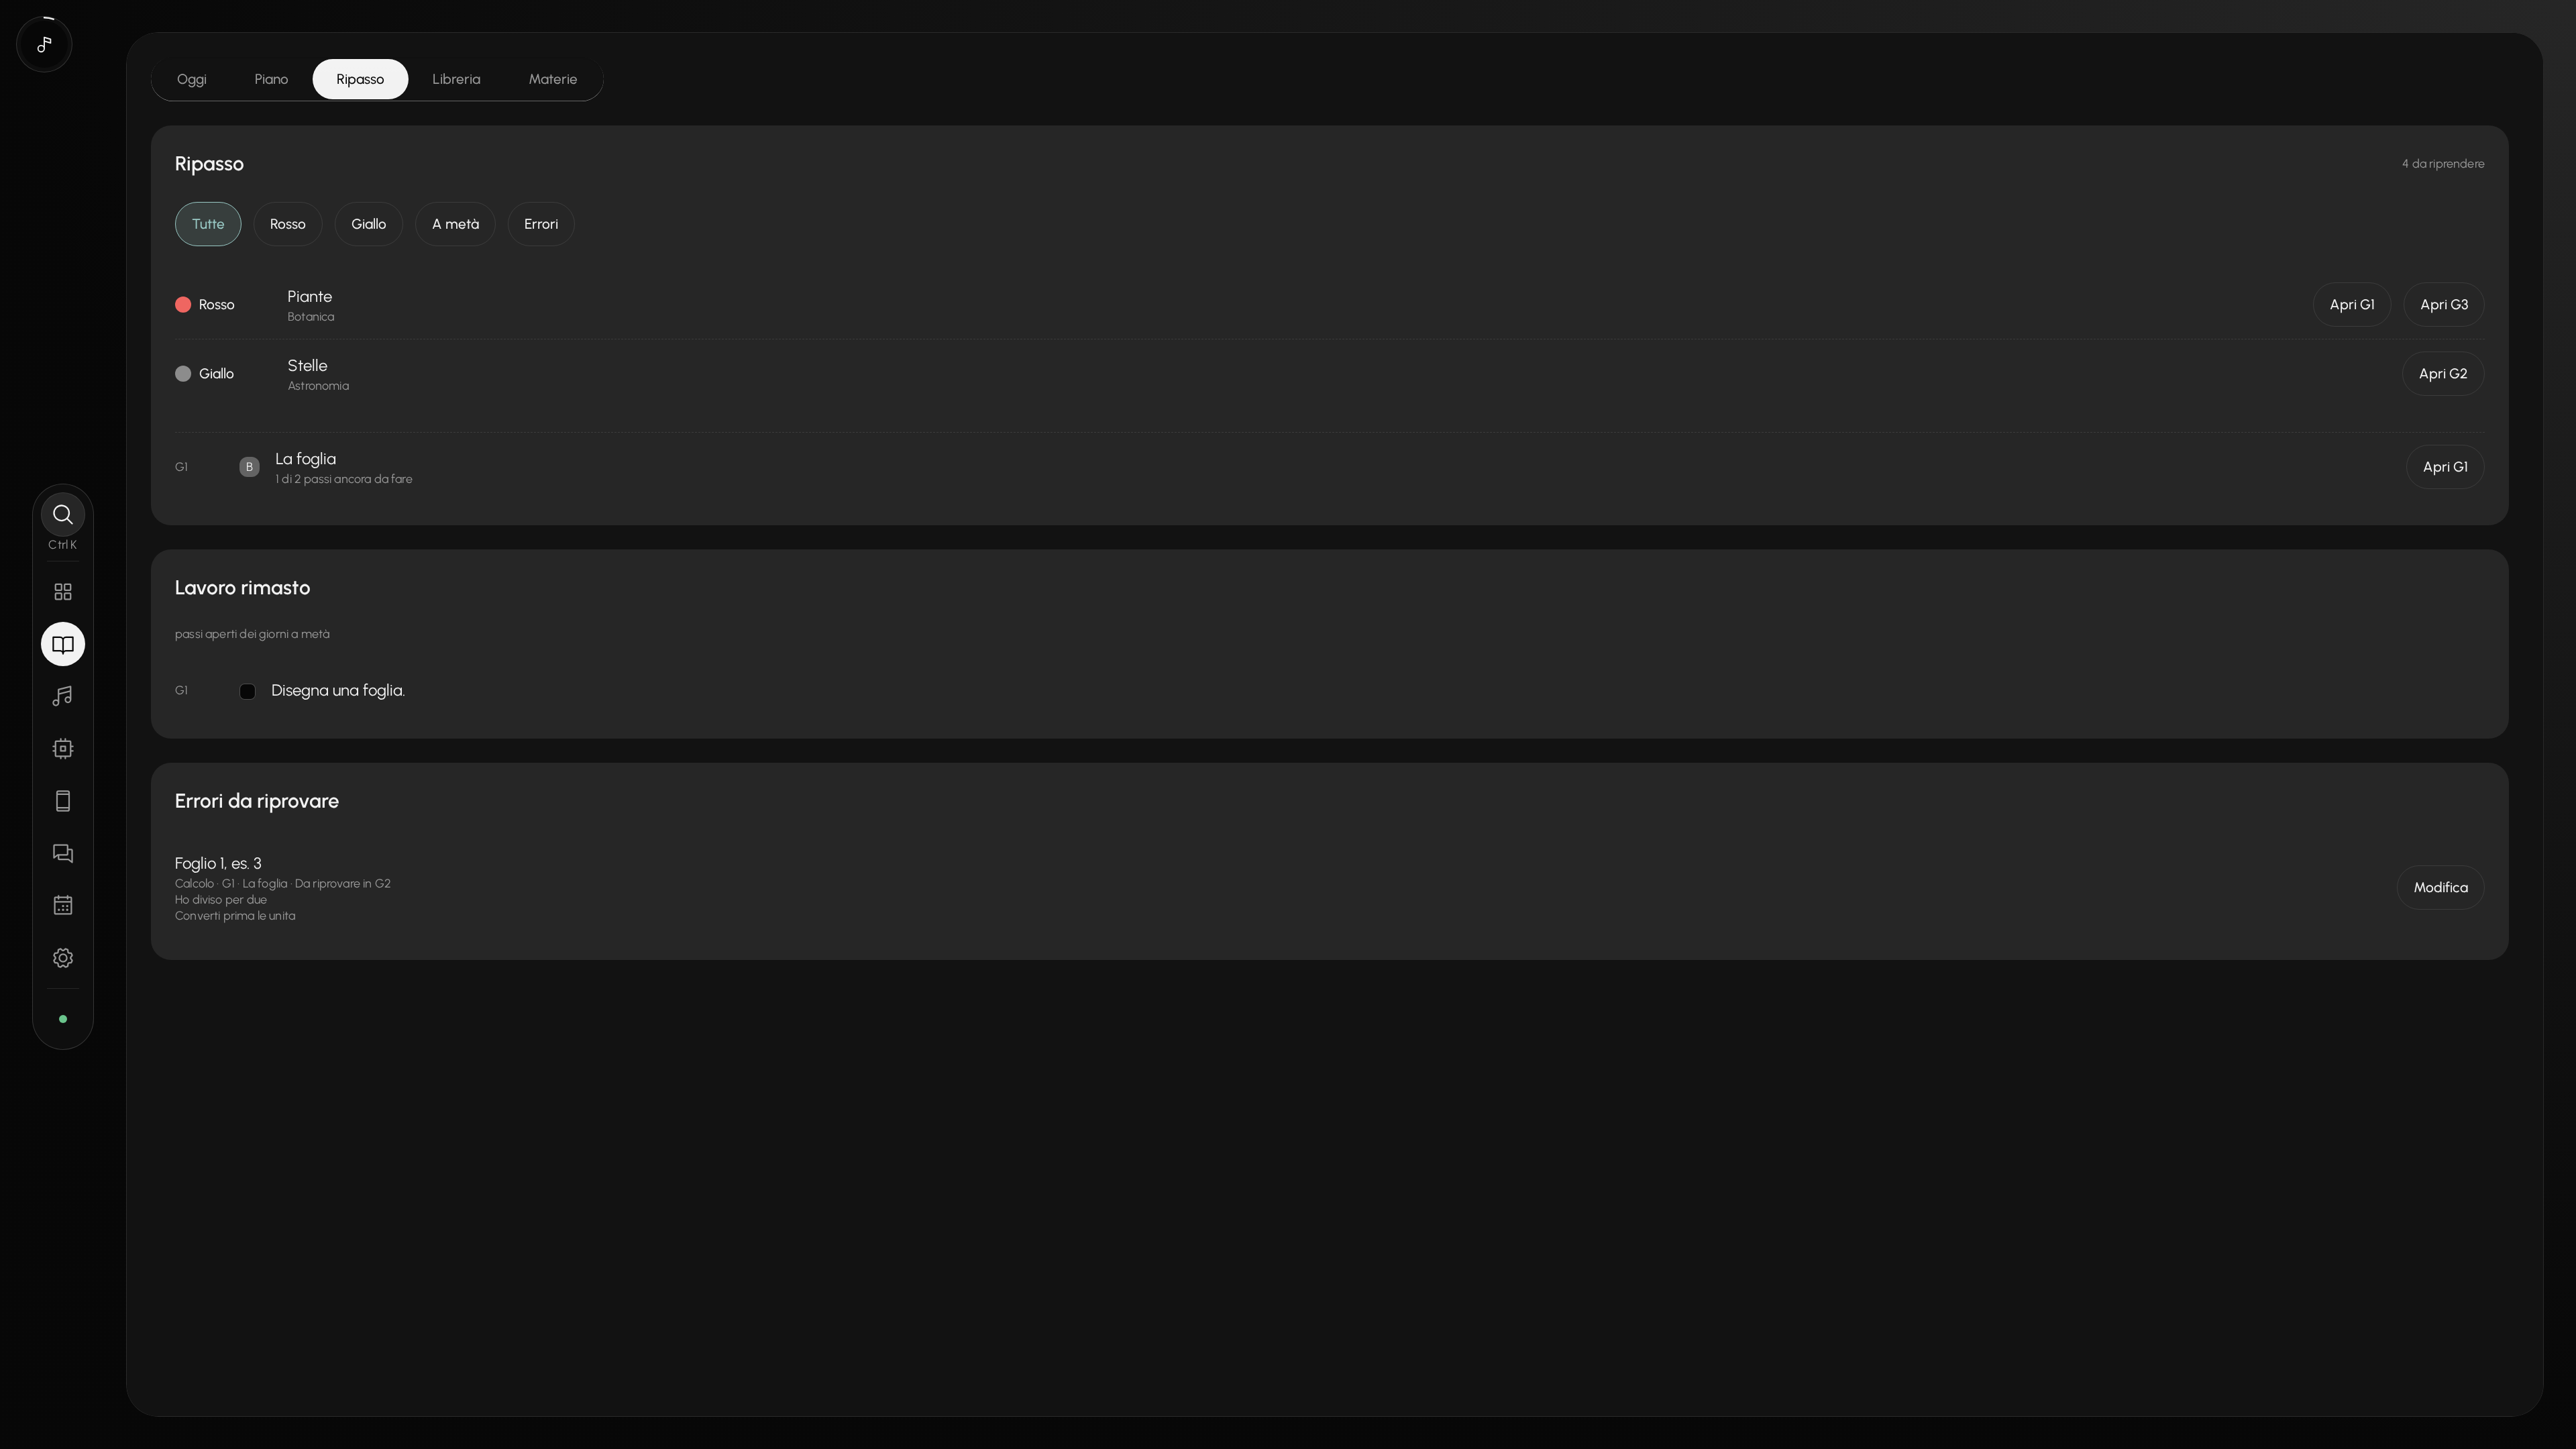 Oggi Piano Ripasso Libreria Materie
Ripasso 4 da riprendere
Tutte Rosso Giallo A metà Errori
Rosso Piante Apri G1 Apri G3
Botanica
Giallo Stelle Apri G2
Astronomia
G1 B La foglia Apri G1
1 di 2 passi ancora da fare
Ctrl K
Lavoro rimasto
passi aperti dei giorni a metà
G1 Disegna una foglia.
Errori da riprovare
Foglio 1, es. 3
Calcolo · G1 · La foglia · Da riprovare in G2
Ho diviso per due
Converti prima le unita
Modifica